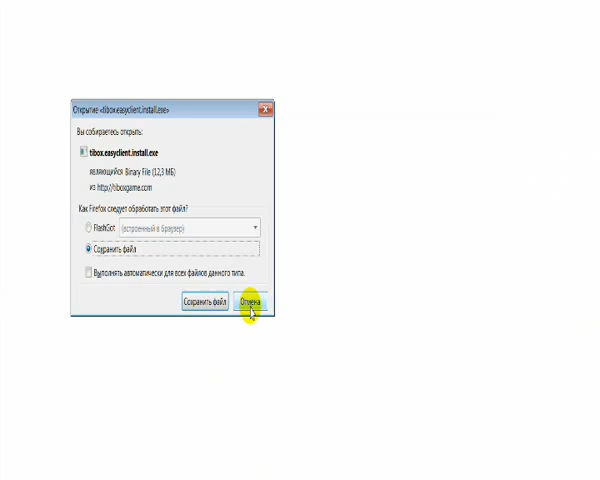 Открытие «tibox.easyclient.install.exe»
Вы собираетесь открыть:
tibox.easyclient.install.exe
являющийся Binary File (12,3 МБ)
из http://tiboxgame.com
Как Firefox следует обработать этот файл?
FlashGot (встроенный в браузер)
Сохранить файл
Выполнять автоматически для всех файлов данного типа.
Сохранить файл Отмена